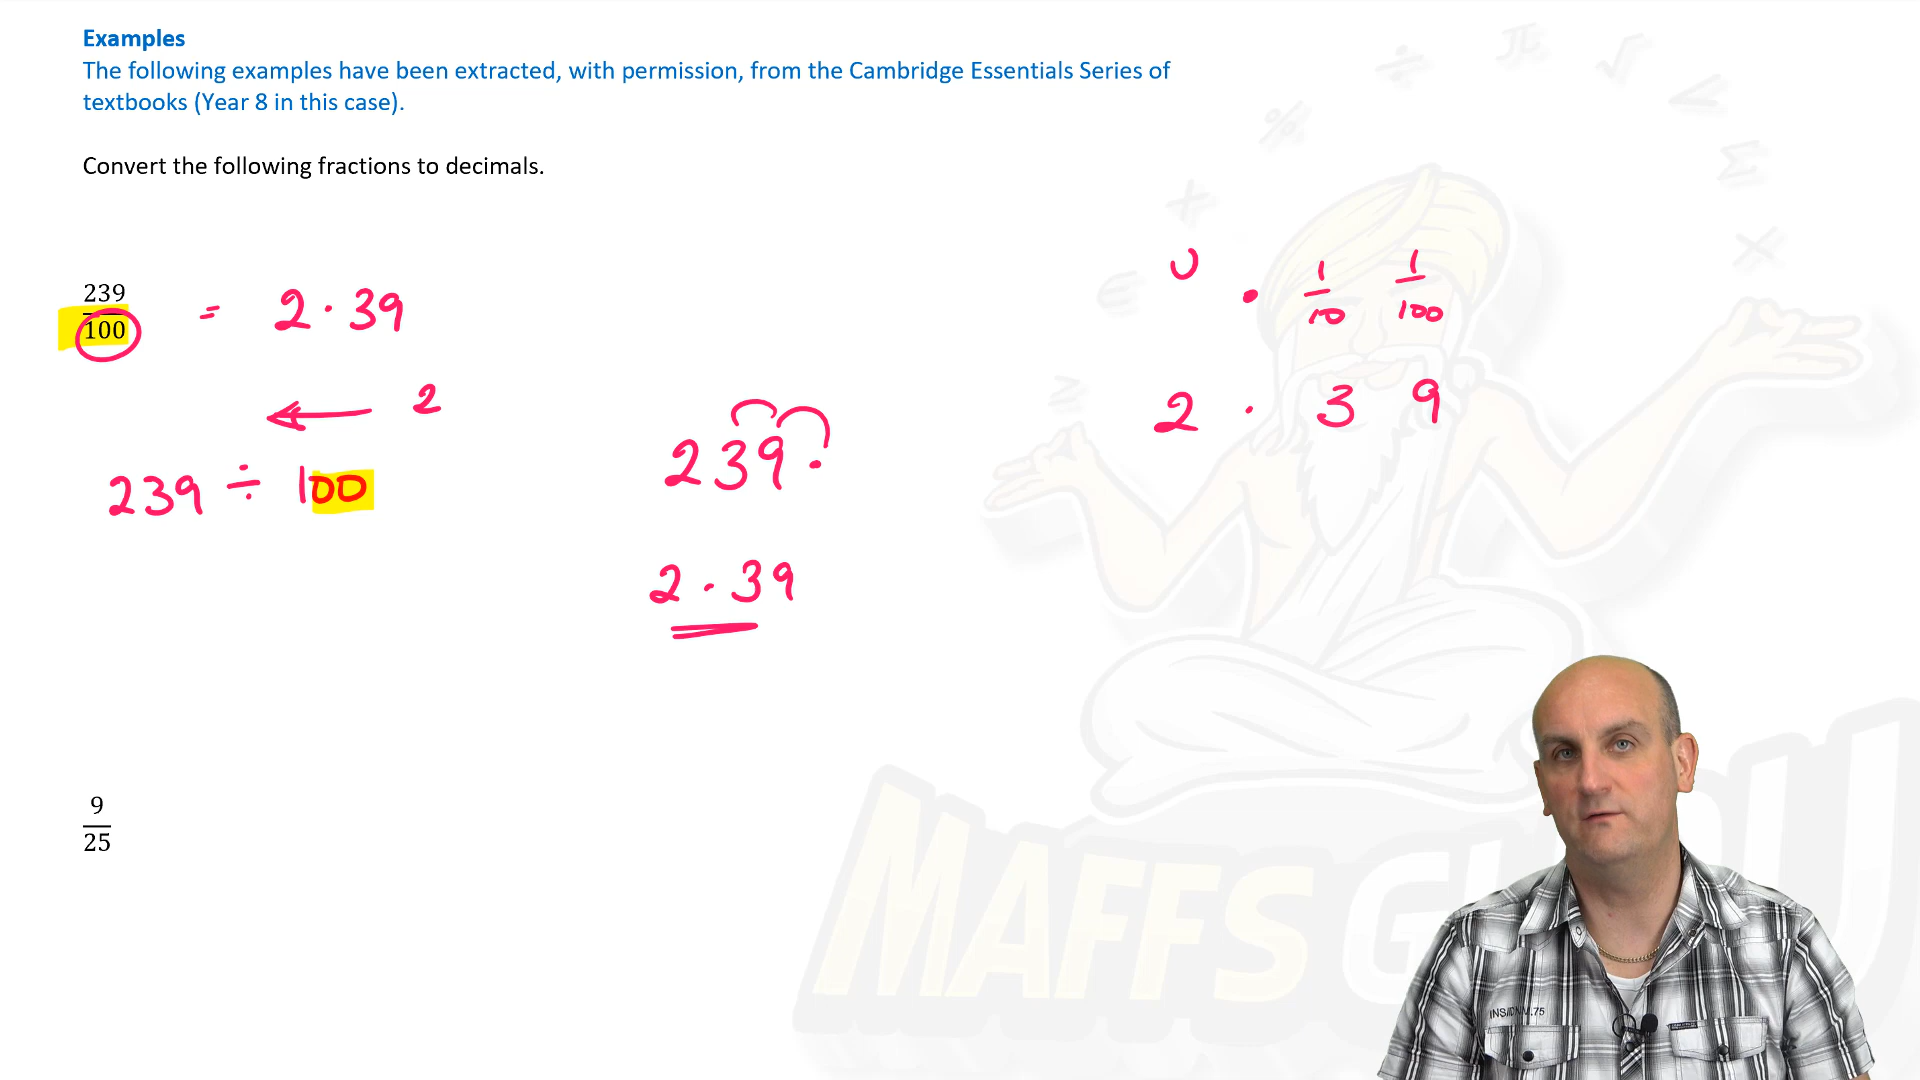 Examples
The following examples have been extracted, with permission, from the Cambridge Essentials Series of
textbooks (Year 8 in this case).
Convert the following fractions to decimals.
239
100
= 2.39
2
239 ÷ 100
239.
2.39
U . 1/10 1/100
2 . 3 9
9
25
÷ π √ < % Σ + × € ≥
MAFFS GURU